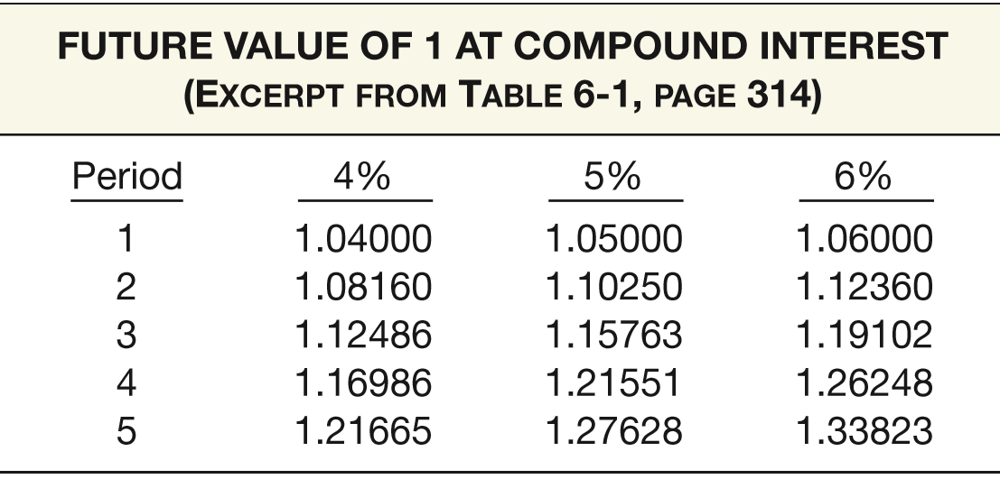 FUTURE VALUE OF 1 AT COMPOUND INTEREST
(EXCERPT FROM TABLE 6-1, PAGE 314)
Period 4% 5% 6%
1 1.04000 1.05000 1.06000
2 1.08160 1.10250 1.12360
3 1.12486 1.15763 1.19102
4 1.16986 1.21551 1.26248
5 1.21665 1.27628 1.33823